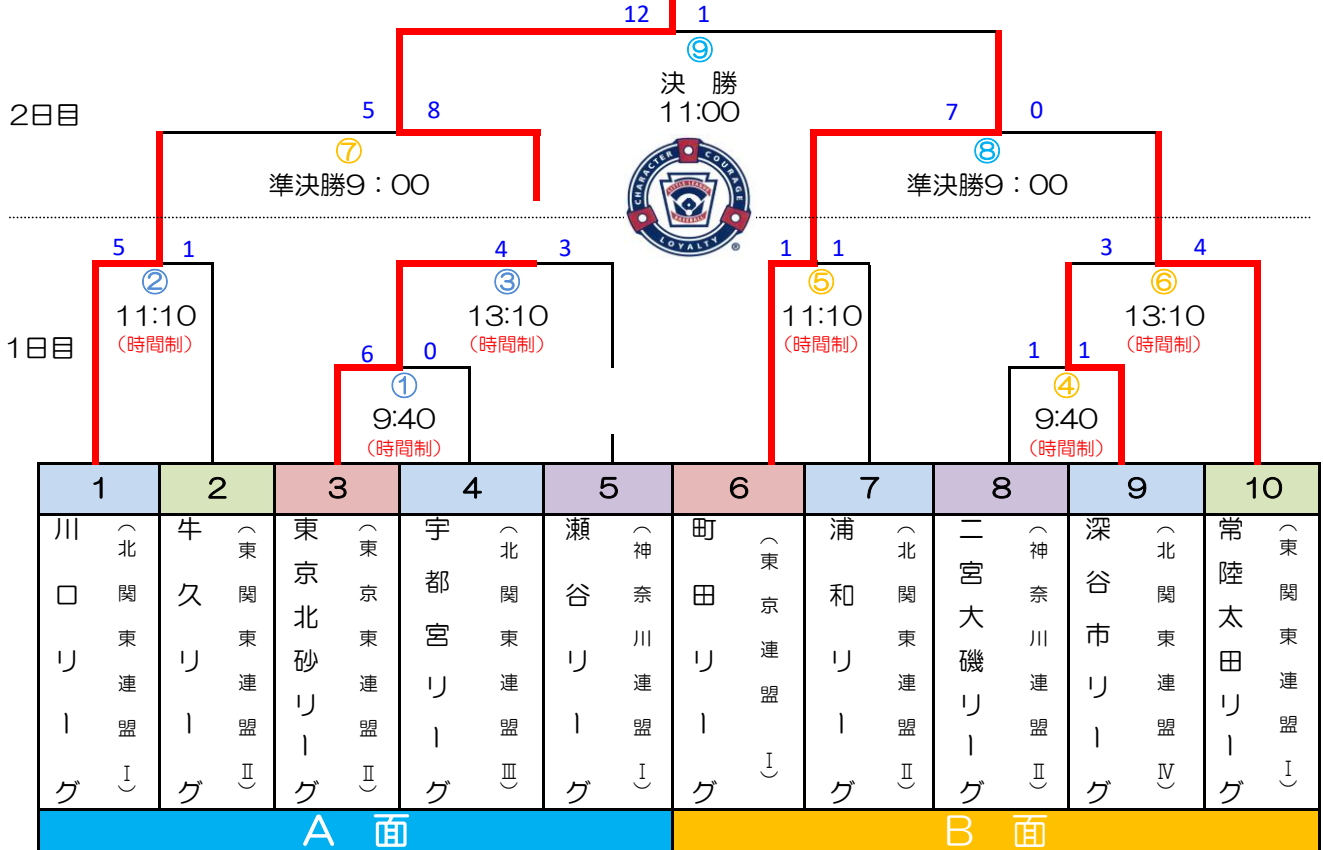 12 1
⑨
決 勝
11:00
2日目
5 8
7 0
⑦
⑧
準決勝9：00
準決勝9：00
CHARACTER COURAGE LOYALTY
LITTLE LEAGUE
BASEBALL
®
5 1
4 3
1 1
3 4
②
③
⑤
⑥
11:10
13:10
11:10
13:10
（時間制）
（時間制）
（時間制）
（時間制）
1日目
6 0
1 1
①
④
9:40
9:40
（時間制）
（時間制）
1 2 3 4 5 6 7 8 9 10
川口リーグ
（北関東連盟Ⅰ）
牛久リーグ
（東関東連盟Ⅱ）
東京北砂リーグ
（東京東連盟Ⅱ）
宇都宮リーグ
（北関東連盟Ⅲ）
瀬谷リーグ
（神奈川連盟Ⅰ）
町田リーグ
（東京連盟 Ⅰ）
浦和リーグ
（北関東連盟Ⅱ）
二宮大磯リーグ
（神奈川連盟Ⅱ）
深谷市リーグ
（北関東連盟Ⅳ）
常陸太田リーグ
（東関東連盟Ⅰ）
A 面
B 面